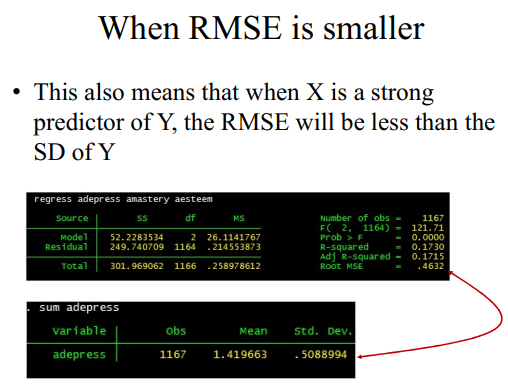 When RMSE is smaller
• This also means that when X is a strong
predictor of Y, the RMSE will be less than the
SD of Y
regress adepress amastery aesteem
Source | SS df MS Number of obs = 1167
F( 2, 1164) = 121.71
Model | 52.2283534 2 26.1141767 Prob > F = 0.0000
Residual | 249.740709 1164 .214553873 R-squared = 0.1730
Adj R-squared = 0.1715
Total | 301.969062 1166 .258978612 Root MSE = .4632
. sum adepress
Variable | Obs Mean Std. Dev.
adepress | 1167 1.419663 .5088994